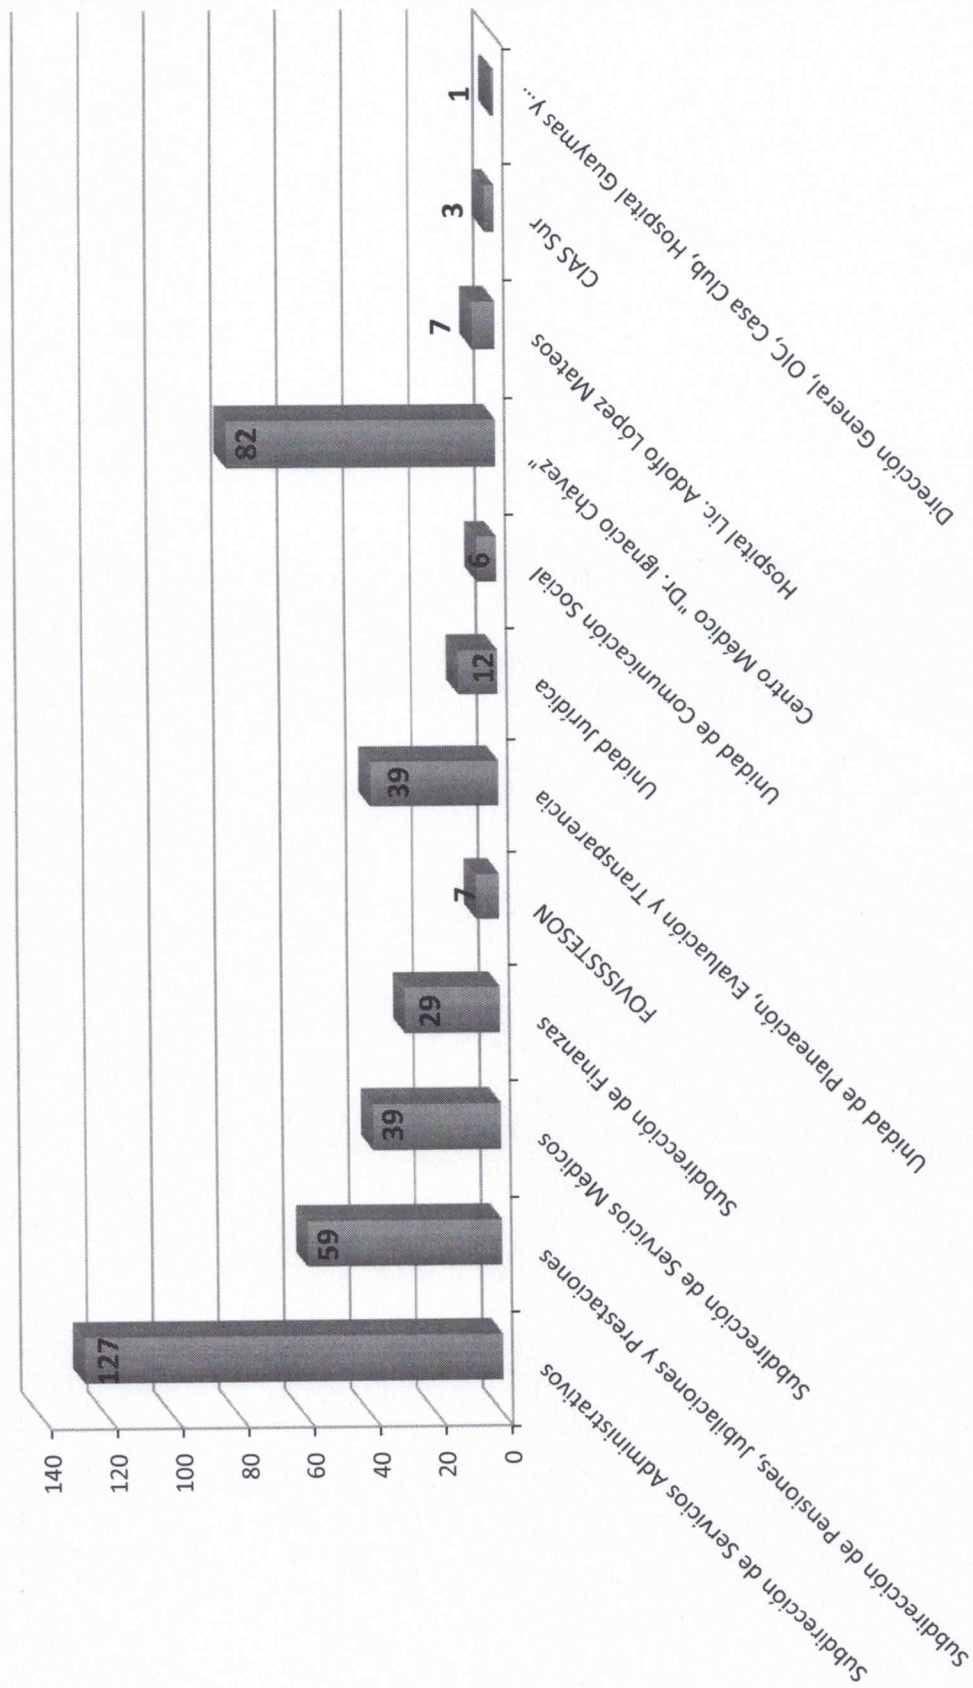 140
120
100
80
60
40
20
0
127
59
39
29
7
39
12
6
82
7
3
1
Subdirección de Servicios Administrativos
Subdirección de Pensiones, Jubilaciones y Prestaciones
Subdirección de Servicios Médicos
Subdirección de Finanzas
FOVISSSTESON
Unidad de Planeación, Evaluación y Transparencia
Unidad Jurídica
Unidad de Comunicación Social
Centro Médico "Dr. Ignacio Chávez"
Hospital Lic. Adolfo López Mateos
CIAS Sur
Dirección General, OIC, Casa Club, Hospital Guaymas y...